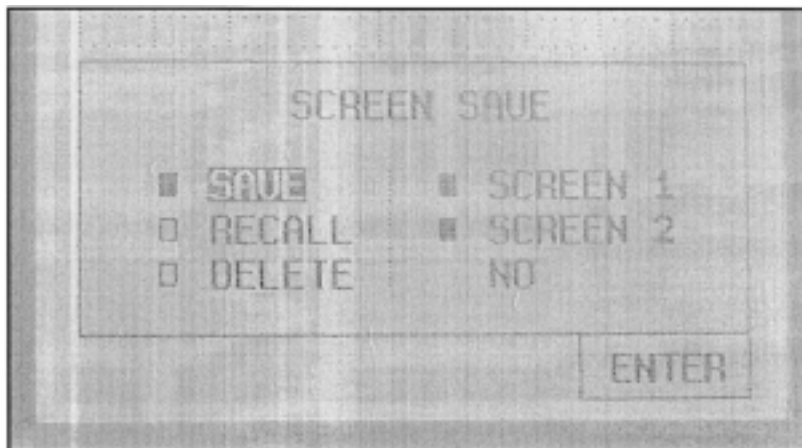 SCREEN SAVE
SAVE SCREEN 1
RECALL SCREEN 2
DELETE NO
ENTER